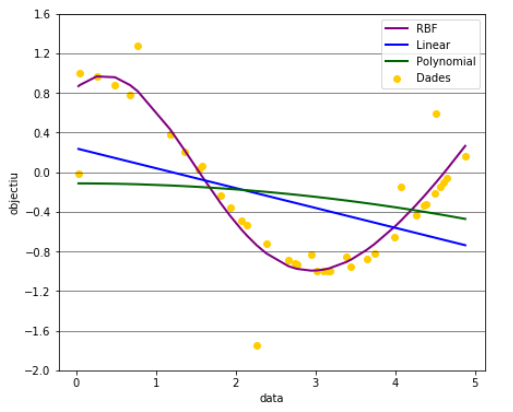 1.6
1.2
0.8
0.4
0.0
−0.4
−0.8
−1.2
−1.6
−2.0
objectiu
0 1 2 3 4 5
data
RBF
Linear
Polynomial
Dades